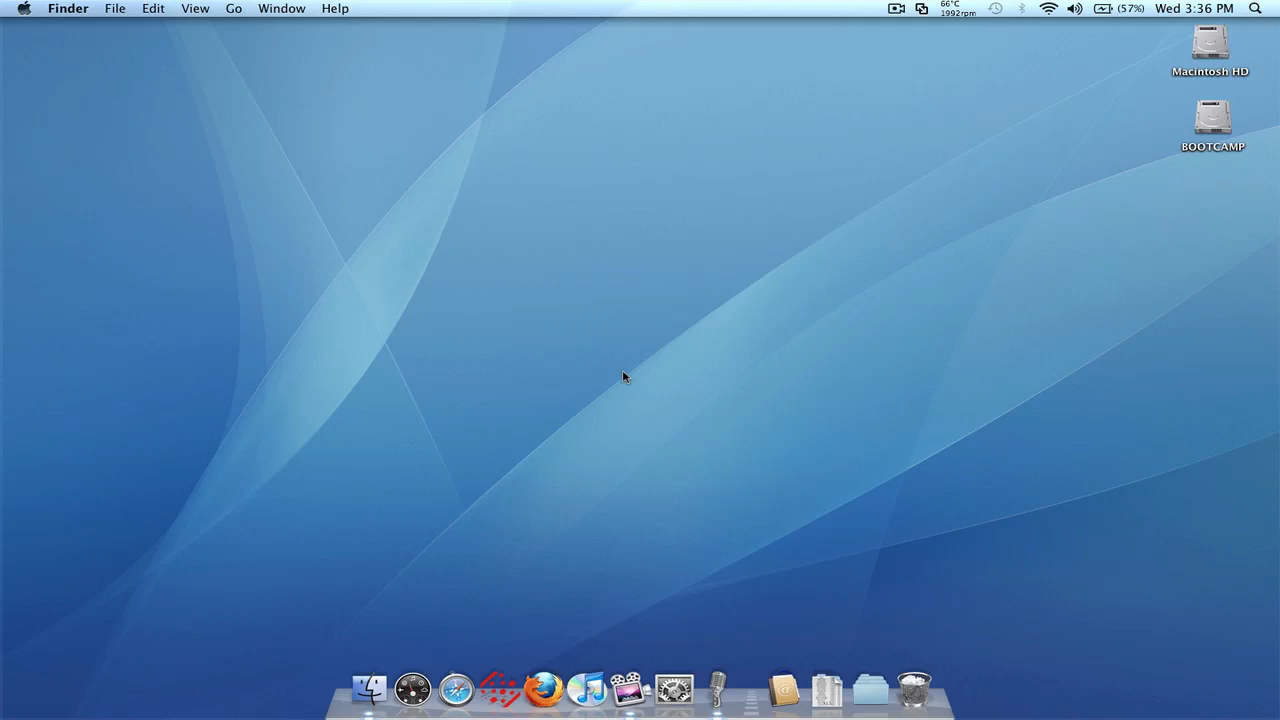 Finder File Edit View Go Window Help 66°C 1992rpm (57%) Wed 3:36 PM
Macintosh HD
BOOTCAMP